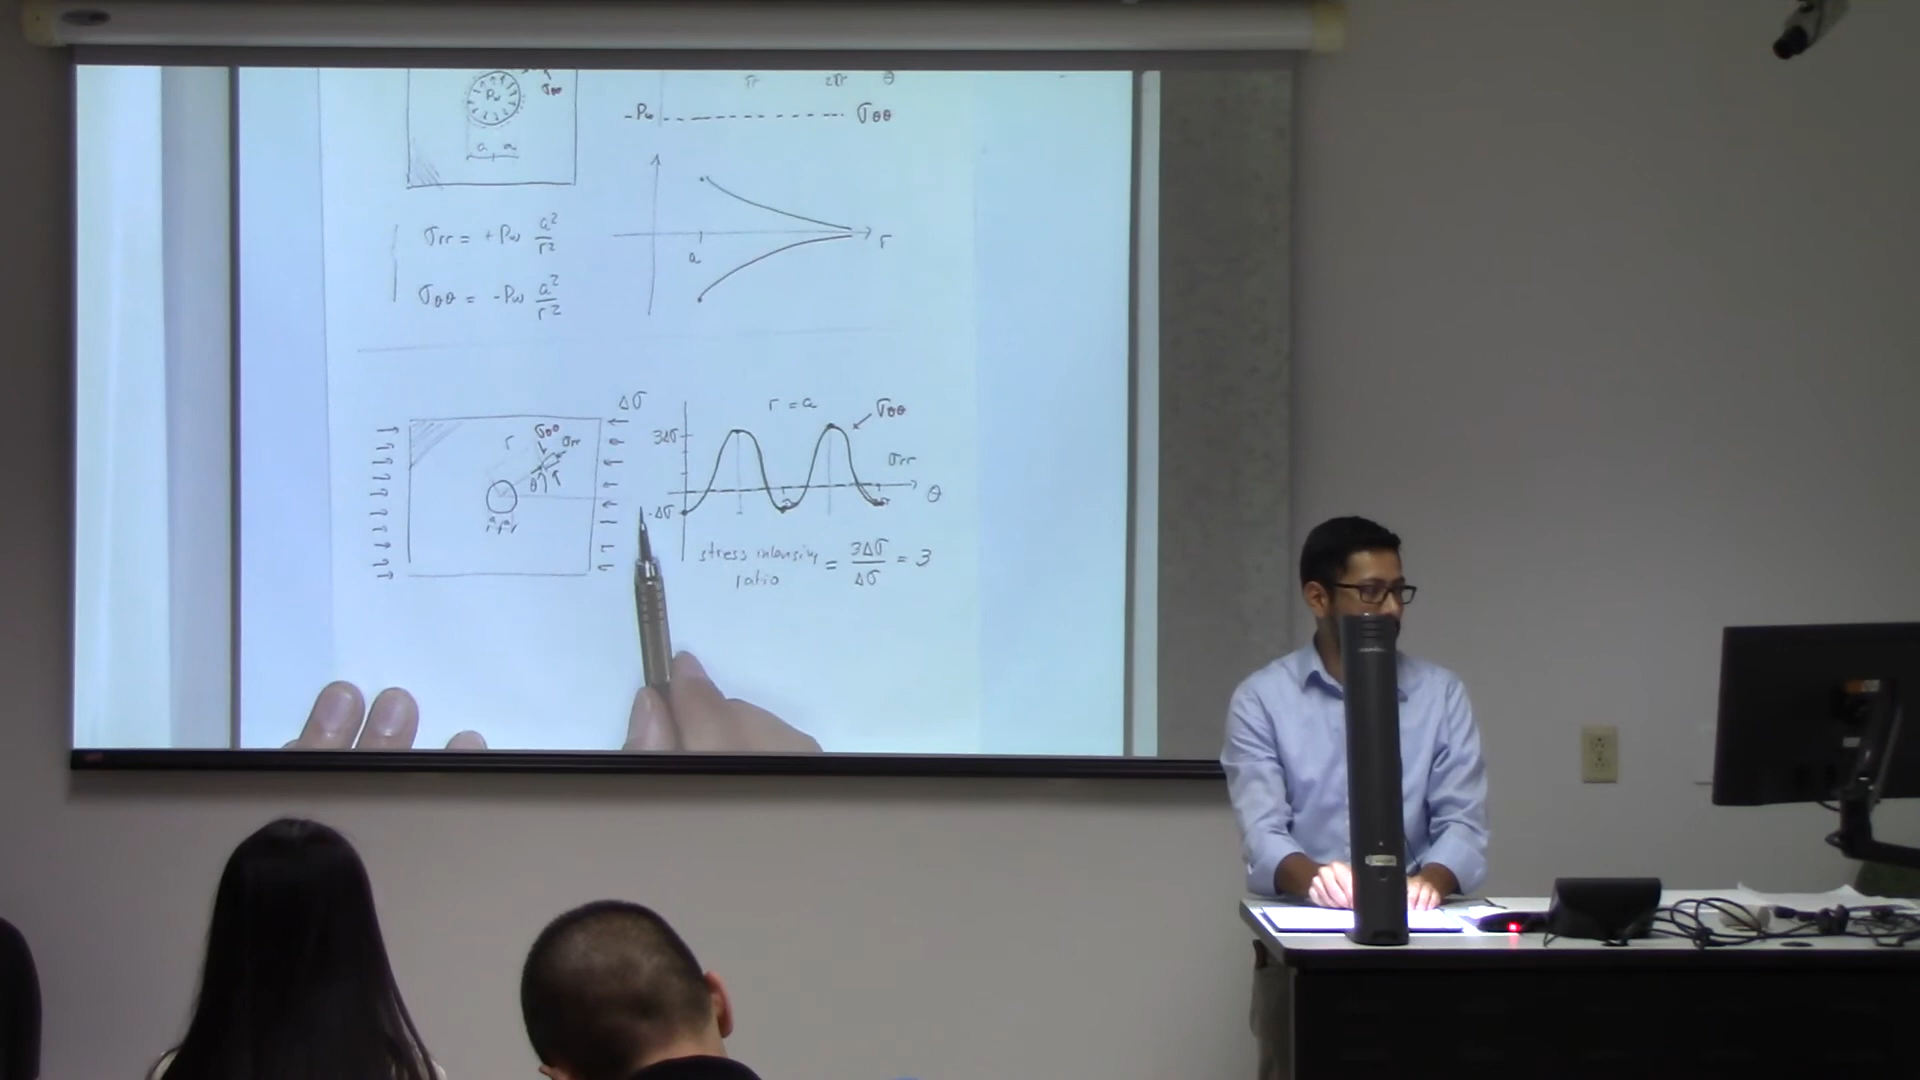 π 2π θ
Pw σθθ
-Pw σθθ
a a
σrr = +Pw a²/r²
a r
σθθ = -Pw a²/r²
Δσ r = a σθθ
r σθθ σrr 3Δσ
σrr
θ θ
a a -Δσ
stress intensity = 3Δσ/Δσ = 3
ratio